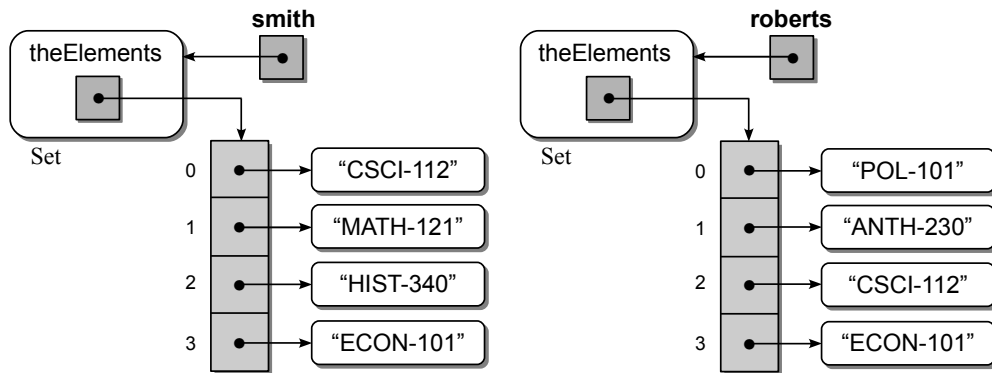 smith
theElements
Set
0 “CSCI-112”
1 “MATH-121”
2 “HIST-340”
3 “ECON-101”
roberts
theElements
Set
0 “POL-101”
1 “ANTH-230”
2 “CSCI-112”
3 “ECON-101”